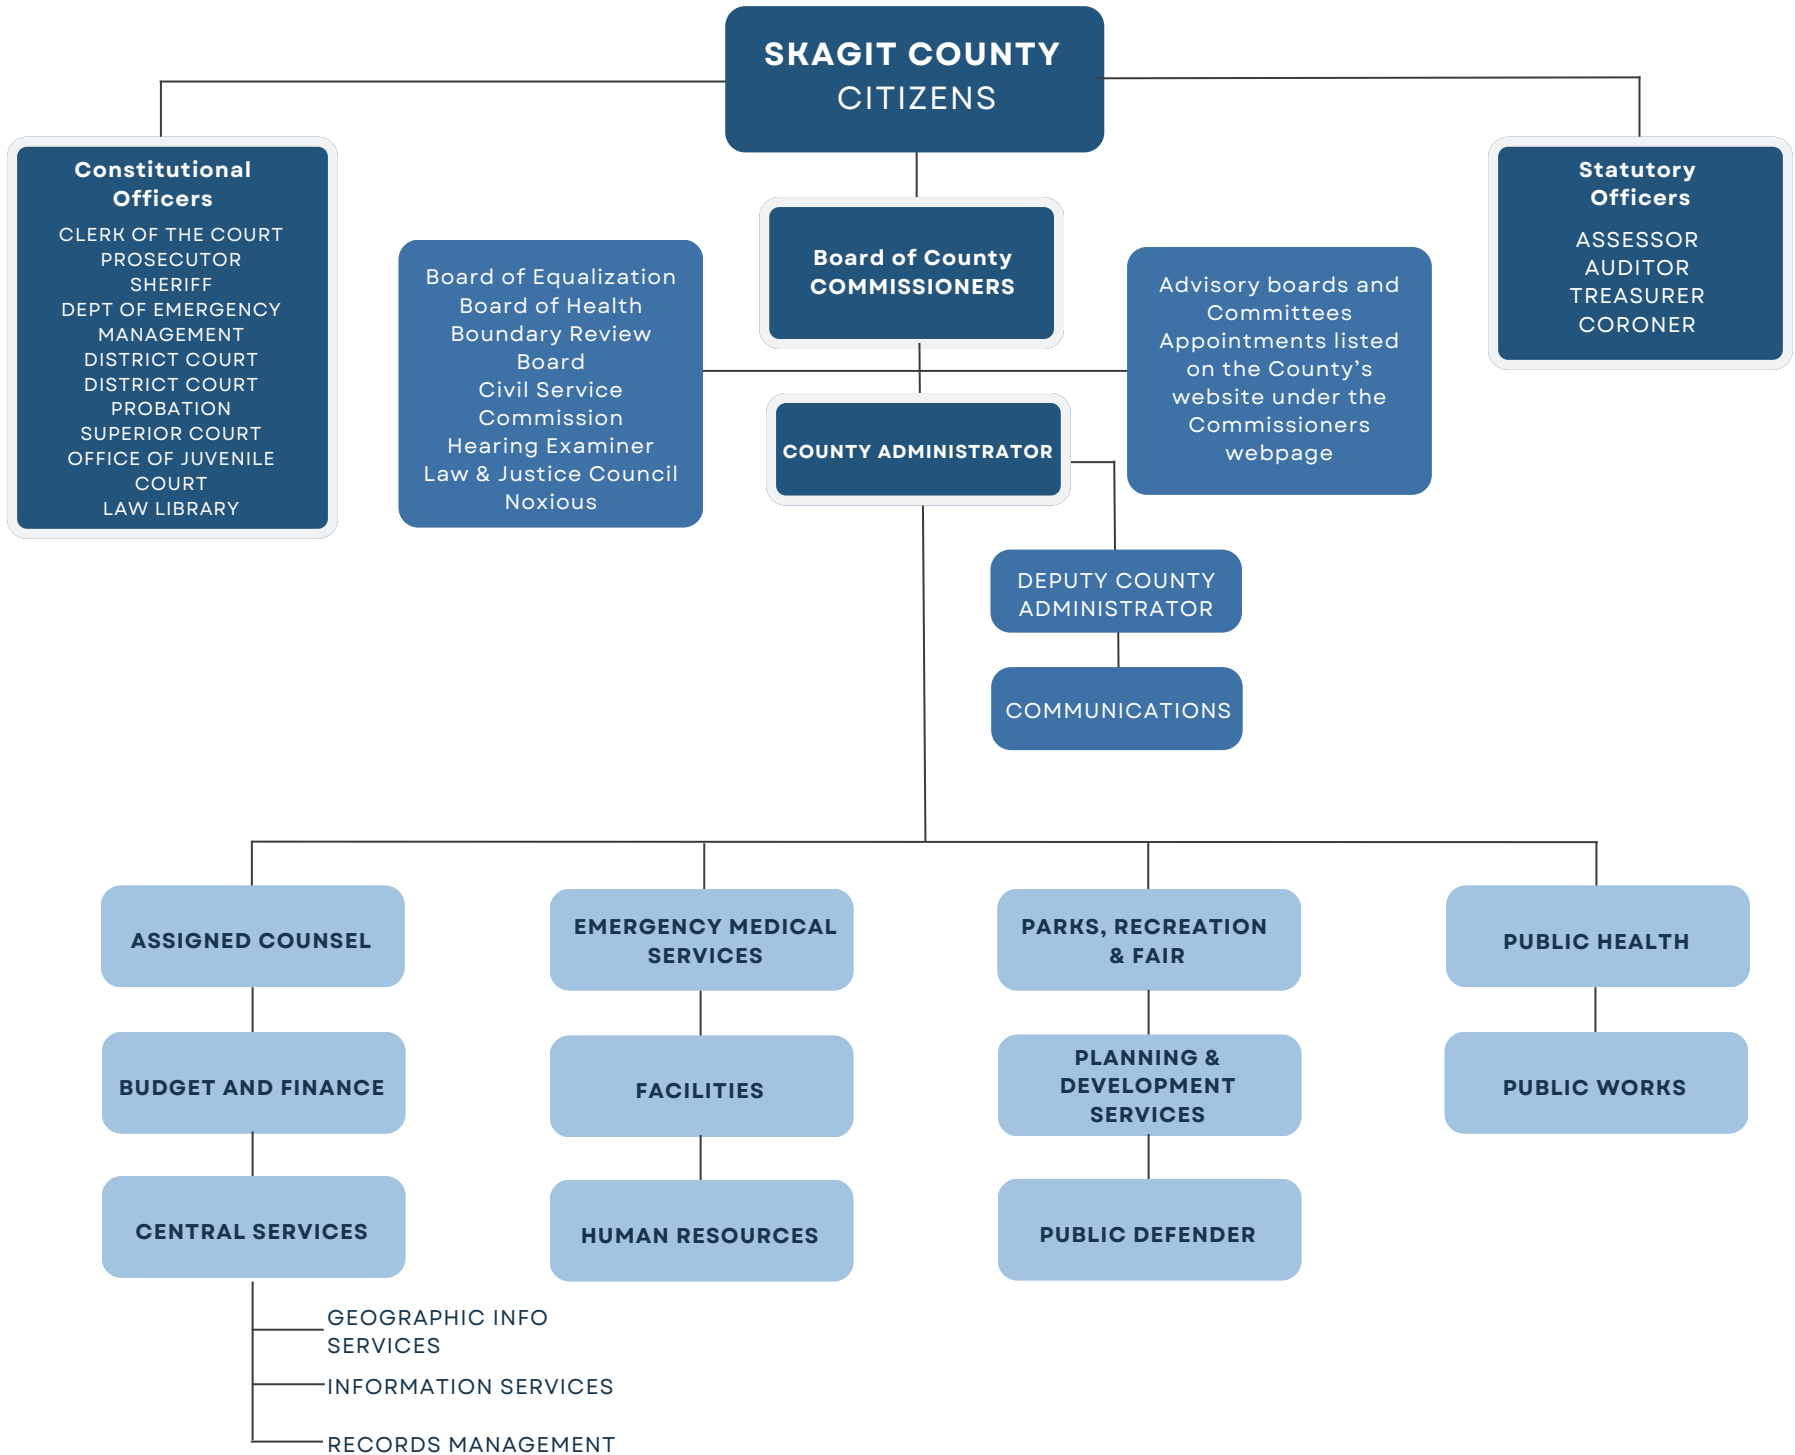 SKAGIT COUNTY
CITIZENS
Constitutional
Officers
CLERK OF THE COURT
PROSECUTOR
SHERIFF
DEPT OF EMERGENCY
MANAGEMENT
DISTRICT COURT
DISTRICT COURT
PROBATION
SUPERIOR COURT
OFFICE OF JUVENILE
COURT
LAW LIBRARY
Board of Equalization
Board of Health
Boundary Review
Board
Civil Service
Commission
Hearing Examiner
Law & Justice Council
Noxious
Board of County
COMMISSIONERS
Advisory boards and
Committees
Appointments listed
on the County’s
website under the
Commissioners
webpage
Statutory
Officers
ASSESSOR
AUDITOR
TREASURER
CORONER
COUNTY ADMINISTRATOR
DEPUTY COUNTY
ADMINISTRATOR
COMMUNICATIONS
ASSIGNED COUNSEL
BUDGET AND FINANCE
CENTRAL SERVICES
GEOGRAPHIC INFO
SERVICES
INFORMATION SERVICES
RECORDS MANAGEMENT
EMERGENCY MEDICAL
SERVICES
FACILITIES
HUMAN RESOURCES
PARKS, RECREATION
& FAIR
PLANNING &
DEVELOPMENT
SERVICES
PUBLIC DEFENDER
PUBLIC HEALTH
PUBLIC WORKS